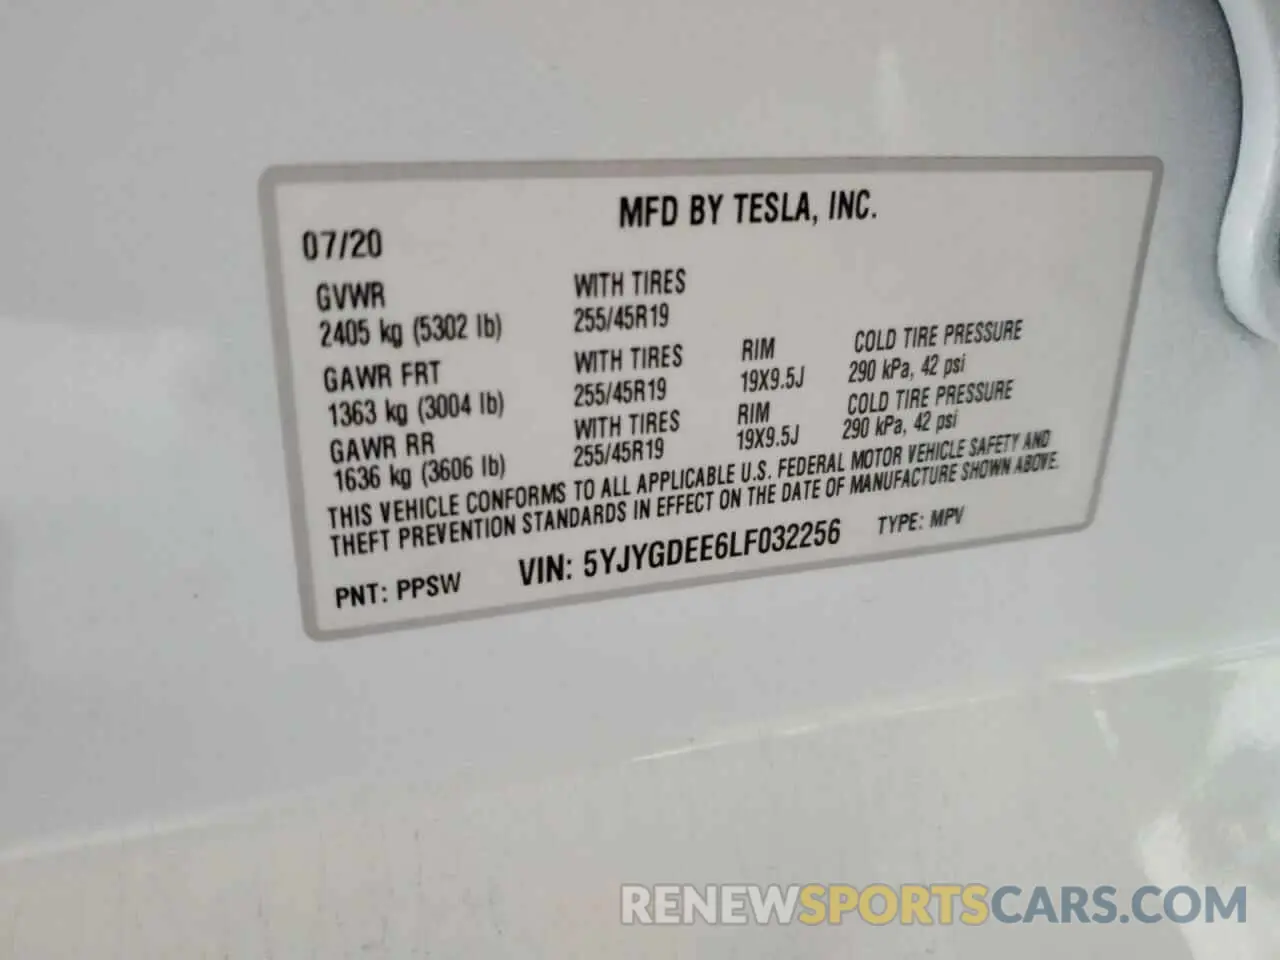 MFD BY TESLA, INC.
07/20
GVWR WITH TIRES
2405 kg (5302 lb) 255/45R19
GAWR FRT WITH TIRES RIM COLD TIRE PRESSURE
1363 kg (3004 lb) 255/45R19 19X9.5J 290 kPa, 42 psi
GAWR RR WITH TIRES RIM COLD TIRE PRESSURE
1636 kg (3606 lb) 255/45R19 19X9.5J 290 kPa, 42 psi
THIS VEHICLE CONFORMS TO ALL APPLICABLE U.S. FEDERAL MOTOR VEHICLE SAFETY AND
THEFT PREVENTION STANDARDS IN EFFECT ON THE DATE OF MANUFACTURE SHOWN ABOVE.
PNT: PPSW VIN: 5YJYGDEE6LF032256 TYPE: MPV
RENEWSPORTSCARS.COM